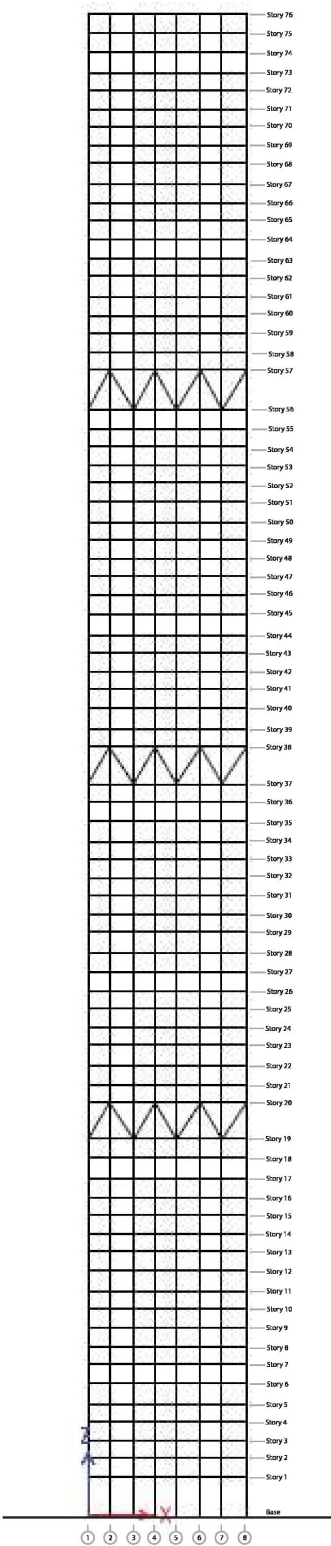 Story 76
Story 75
Story 74
Story 73
Story 72
Story 71
Story 70
Story 69
Story 68
Story 67
Story 66
Story 65
Story 64
Story 63
Story 62
Story 61
Story 60
Story 59
Story 58
Story 57
Story 56
Story 55
Story 54
Story 53
Story 52
Story 51
Story 50
Story 49
Story 48
Story 47
Story 46
Story 45
Story 44
Story 43
Story 42
Story 41
Story 40
Story 39
Story 38
Story 37
Story 36
Story 35
Story 34
Story 33
Story 32
Story 31
Story 30
Story 29
Story 28
Story 27
Story 26
Story 25
Story 24
Story 23
Story 22
Story 21
Story 20
Story 19
Story 18
Story 17
Story 16
Story 15
Story 14
Story 13
Story 12
Story 11
Story 10
Story 9
Story 8
Story 7
Story 6
Story 5
Story 4
Z
Story 3
Story 2
Story 1
X
Base
1 2 3 4 5 6 7 8